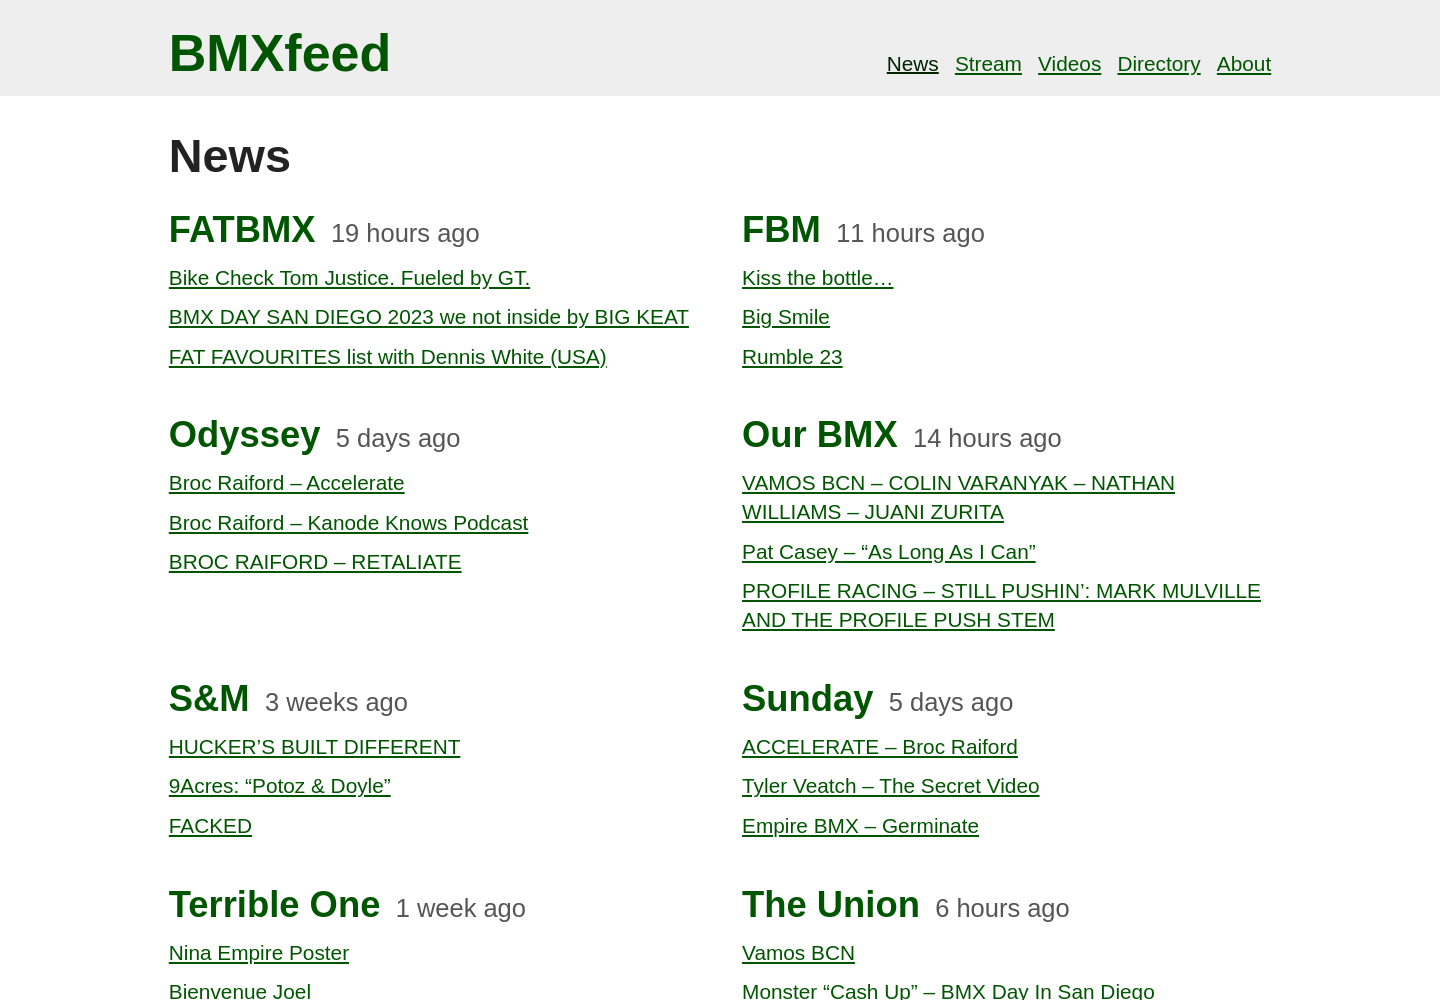 BMXfeed
News Stream Videos Directory About
News
FATBMX 19 hours ago
Bike Check Tom Justice. Fueled by GT.
BMX DAY SAN DIEGO 2023 we not inside by BIG KEAT
FAT FAVOURITES list with Dennis White (USA)
FBM 11 hours ago
Kiss the bottle…
Big Smile
Rumble 23
Odyssey 5 days ago
Broc Raiford – Accelerate
Broc Raiford – Kanode Knows Podcast
BROC RAIFORD – RETALIATE
Our BMX 14 hours ago
VAMOS BCN – COLIN VARANYAK – NATHAN
WILLIAMS – JUANI ZURITA
Pat Casey – “As Long As I Can”
PROFILE RACING – STILL PUSHIN’: MARK MULVILLE
AND THE PROFILE PUSH STEM
S&M 3 weeks ago
HUCKER’S BUILT DIFFERENT
9Acres: “Potoz & Doyle”
FACKED
Sunday 5 days ago
ACCELERATE – Broc Raiford
Tyler Veatch – The Secret Video
Empire BMX – Germinate
Terrible One 1 week ago
Nina Empire Poster
Bienvenue Joel
The Union 6 hours ago
Vamos BCN
Monster “Cash Up” – BMX Day In San Diego